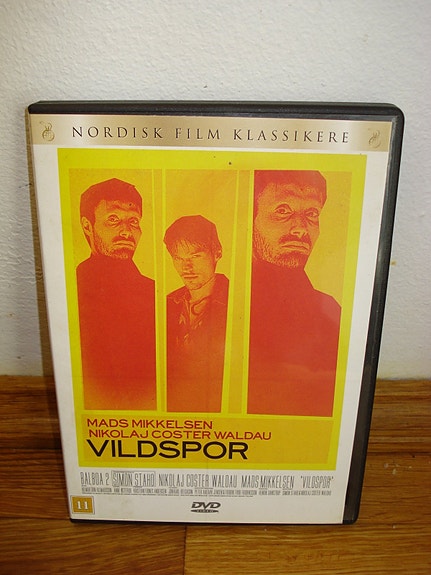 NORDISK FILM KLASSIKERE
MADS MIKKELSEN
NIKOLAJ COSTER WALDAU
VILDSPOR
BALBOA 2 SIMON STAHO NIKOLAJ COSTER WALDAU MADS MIKKELSEN "VILDSPOR"
11
DVD
VIDEO